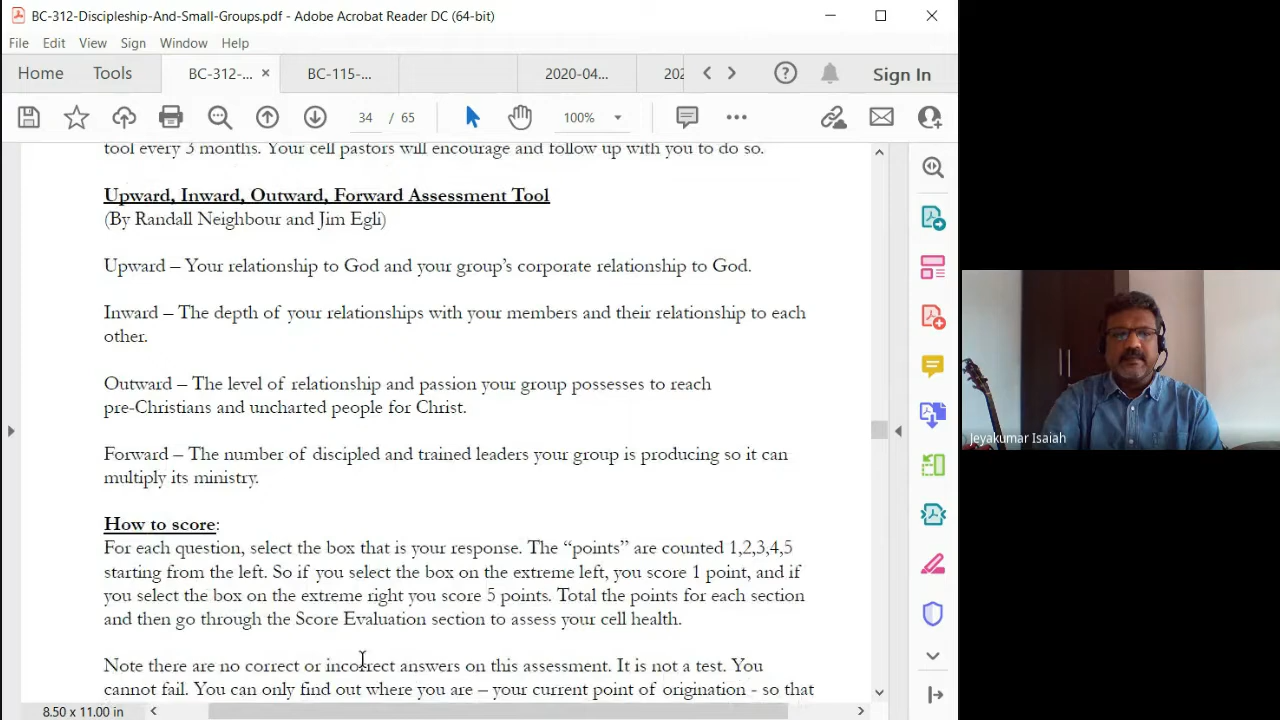 BC-312-Discipleship-And-Small-Groups.pdf - Adobe Acrobat Reader DC (64-bit)
File Edit View Sign Window Help
Home Tools BC-312-... × BC-115-... 2020-04.... 202 Sign In
34 / 65 100%
tool every 3 months. Your cell pastors will encourage and follow up with you to do so.
Upward, Inward, Outward, Forward Assessment Tool
(By Randall Neighbour and Jim Egli)
Upward – Your relationship to God and your group's corporate relationship to God.
Inward – The depth of your relationships with your members and their relationship to each
other.
Outward – The level of relationship and passion your group possesses to reach
pre-Christians and uncharted people for Christ.
Forward – The number of discipled and trained leaders your group is producing so it can
multiply its ministry.
How to score:
For each question, select the box that is your response. The “points” are counted 1,2,3,4,5
starting from the left. So if you select the box on the extreme left, you score 1 point, and if
you select the box on the extreme right you score 5 points. Total the points for each section
and then go through the Score Evaluation section to assess your cell health.
Note there are no correct or incorrect answers on this assessment. It is not a test. You
cannot fail. You can only find out where you are – your current point of origination - so that
8.50 x 11.00 in
Jeyakumar Isaiah